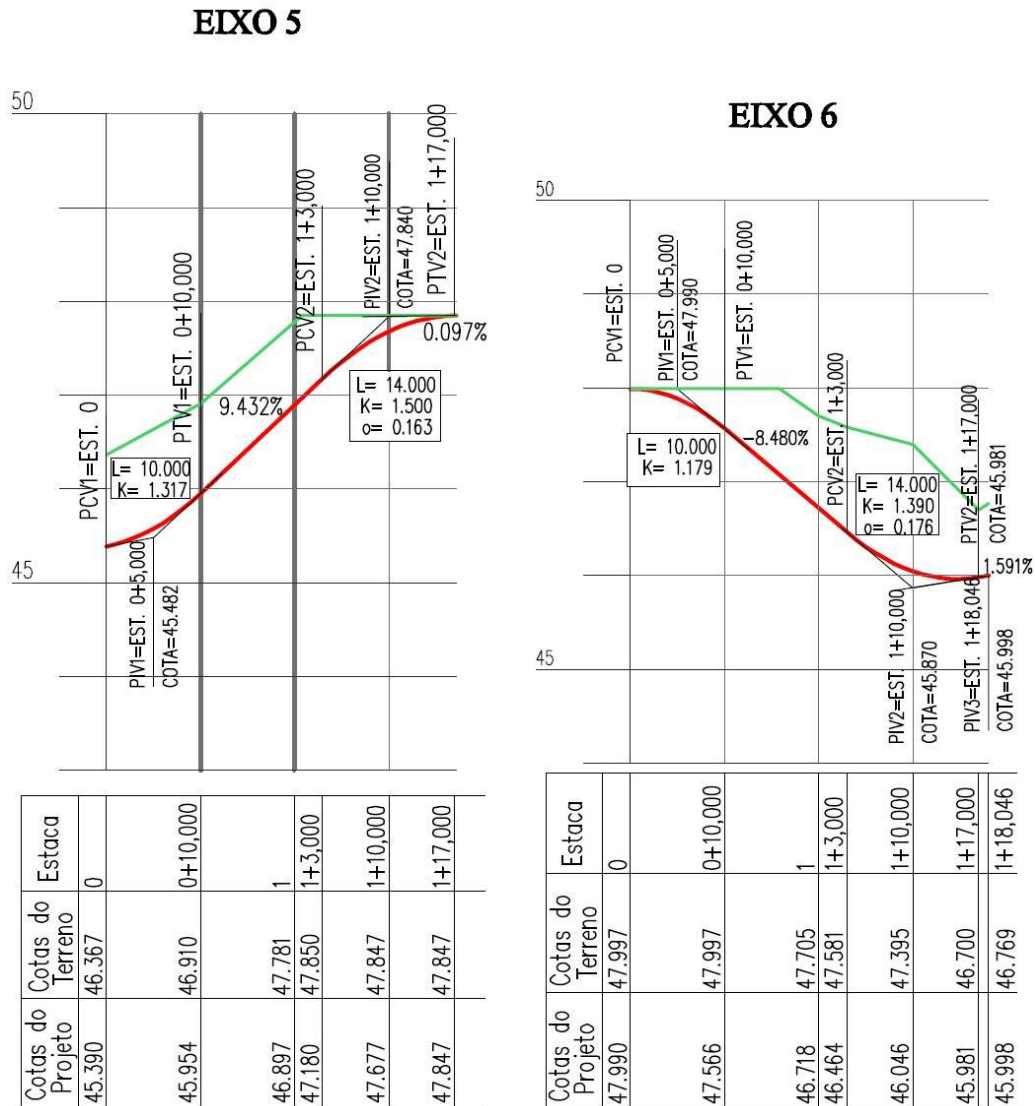 EIXO 5
50
45
PCV1=EST. 0
PTV1=EST. 0+10,000
PCV2=EST. 1+3,000
PIV2=EST. 1+10,000
COTA=47.840
PTV2=EST. 1+17,000
9.432%
0.097%
L= 10.000
K= 1.317
L= 14.000
K= 1.500
o= 0.163
PIV1=EST. 0+5,000
COTA=45.482
Estaca
0
0+10,000
1
1+3,000
1+10,000
1+17,000
Cotas do
Terreno
46.367
46.910
47.781
47.850
47.847
47.847
Cotas do
Projeto
45.390
45.954
46.897
47.180
47.677
47.847
EIXO 6
50
45
PCV1=EST. 0
PIV1=EST. 0+5,000
COTA=47.990
PTV1=EST. 0+10,000
PCV2=EST. 1+3,000
PTV2=EST. 1+17,000
COTA=45.981
-8.480%
1.591%
L= 10.000
K= 1.179
L= 14.000
K= 1.390
o= 0.176
PIV2=EST. 1+10,000
COTA=45.870
PIV3=EST. 1+18,046
COTA=45.998
Estaca
0
0+10,000
1
1+3,000
1+10,000
1+17,000
1+18,046
Cotas do
Terreno
47.997
47.997
47.705
47.581
47.395
46.700
46.769
Cotas do
Projeto
47.990
47.566
46.718
46.464
46.046
45.981
45.998